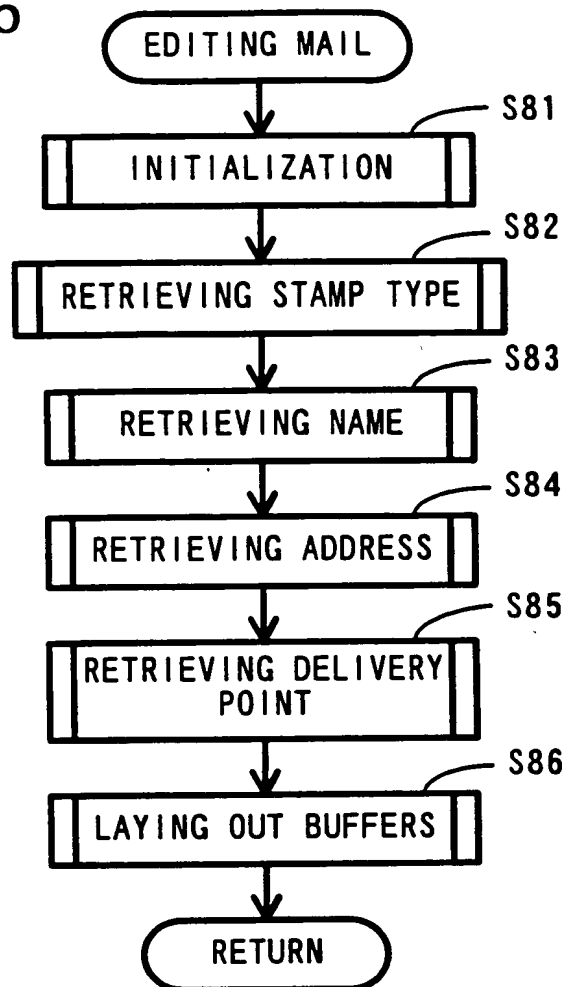 EDITING MAIL
S81
INITIALIZATION
S82
RETRIEVING STAMP TYPE
S83
RETRIEVING NAME
S84
RETRIEVING ADDRESS
S85
RETRIEVING DELIVERY
POINT
S86
LAYING OUT BUFFERS
RETURN